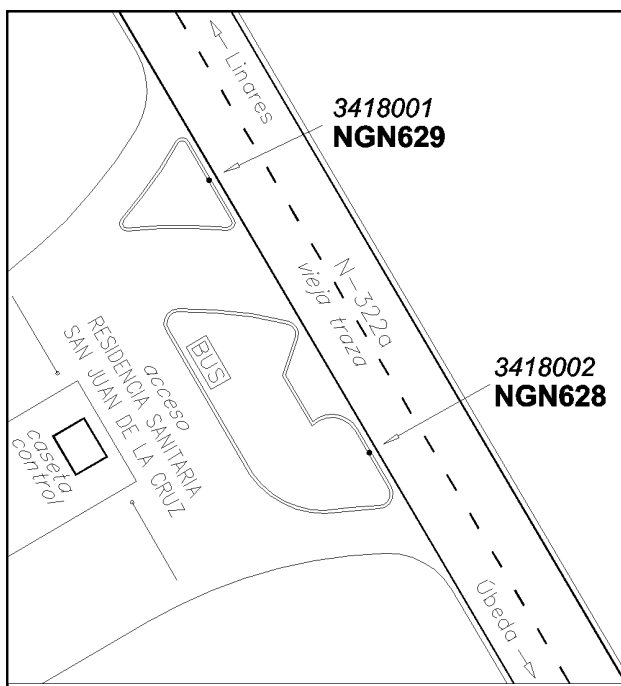 ← Linares
3418001
NGN629
N-322a
vieja traza
3418002
NGN628
BUS
acceso
RESIDENCIA SANITARIA
SAN JUAN DE LA CRUZ
caseta
control
Úbeda →